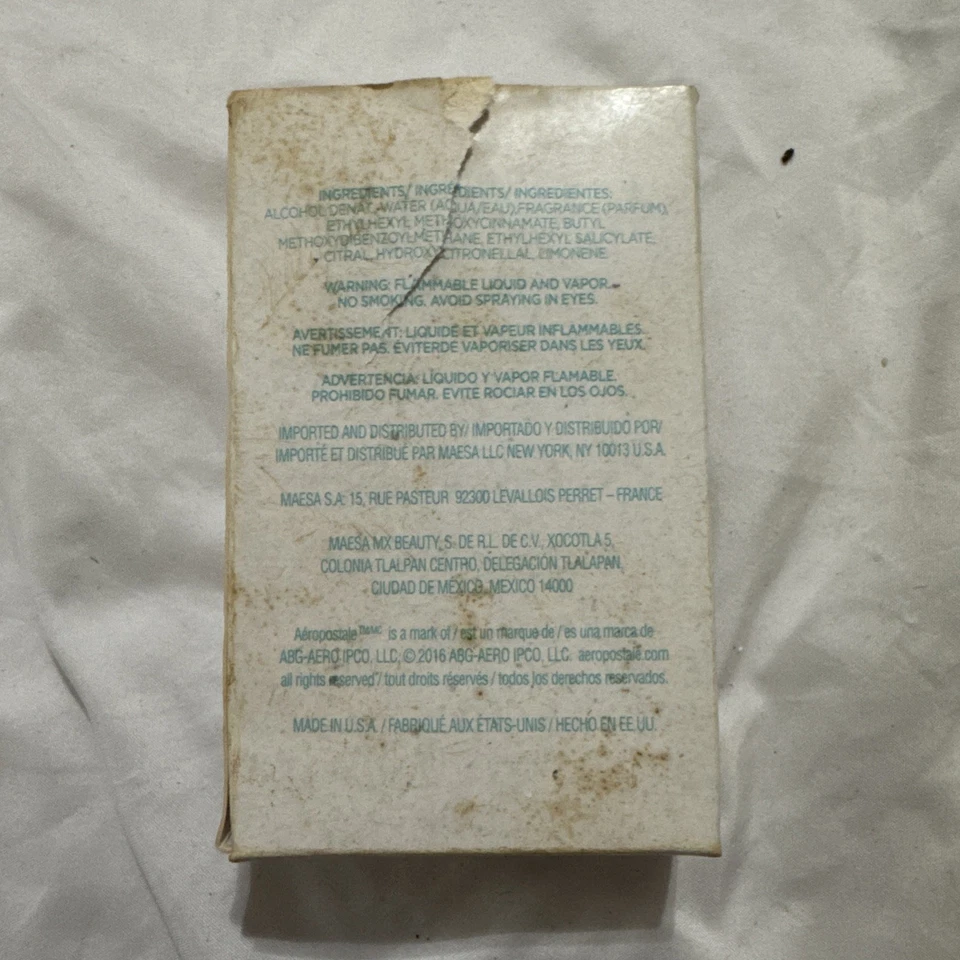 INGREDIENTS/ INGRÉDIENTS/ INGREDIENTES:
ALCOHOL DENAT, WATER (AQUA/EAU),FRAGRANCE (PARFUM),
ETHYLHEXYL METHOXYCINNAMATE, BUTYL
METHOXYDIBENZOYLMETHANE, ETHYLHEXYL SALICYLATE,
CITRAL, HYDROXYCITRONELLAL, LIMONENE.
WARNING: FLAMMABLE LIQUID AND VAPOR.
NO SMOKING. AVOID SPRAYING IN EYES.
AVERTISSEMENT: LIQUIDE ET VAPEUR INFLAMMABLES.
NE FUMER PAS. ÉVITERDE VAPORISER DANS LES YEUX.
ADVERTENCIA: LÍQUIDO Y VAPOR FLAMABLE.
PROHIBIDO FUMAR. EVITE ROCIAR EN LOS OJOS.
IMPORTED AND DISTRIBUTED BY/ IMPORTADO Y DISTRIBUIDO POR/
IMPORTÉ ET DISTRIBUÉ PAR MAESA LLC NEW YORK, NY 10013 U.S.A.
MAESA S.A: 15, RUE PASTEUR 92300 LEVALLOIS PERRET – FRANCE
MAESA MX BEAUTY, S. DE R.L. DE C.V., XOCOTLA 5,
COLONIA TLALPAN CENTRO, DELEGACIÓN TLALAPAN,
CIUDAD DE MÉXICO, MEXICO 14000
Aéropostale™/MC is a mark of / est un marque de / es una marca de
ABG-AERO IPCO, LLC, © 2016 ABG-AERO IPCO, LLC. aeropostale.com
all rights reserved / tout droits réservés / todos los derechos reservados.
MADE IN U.S.A. / FABRIQUÉ AUX ÉTATS-UNIS / HECHO EN EE.UU.